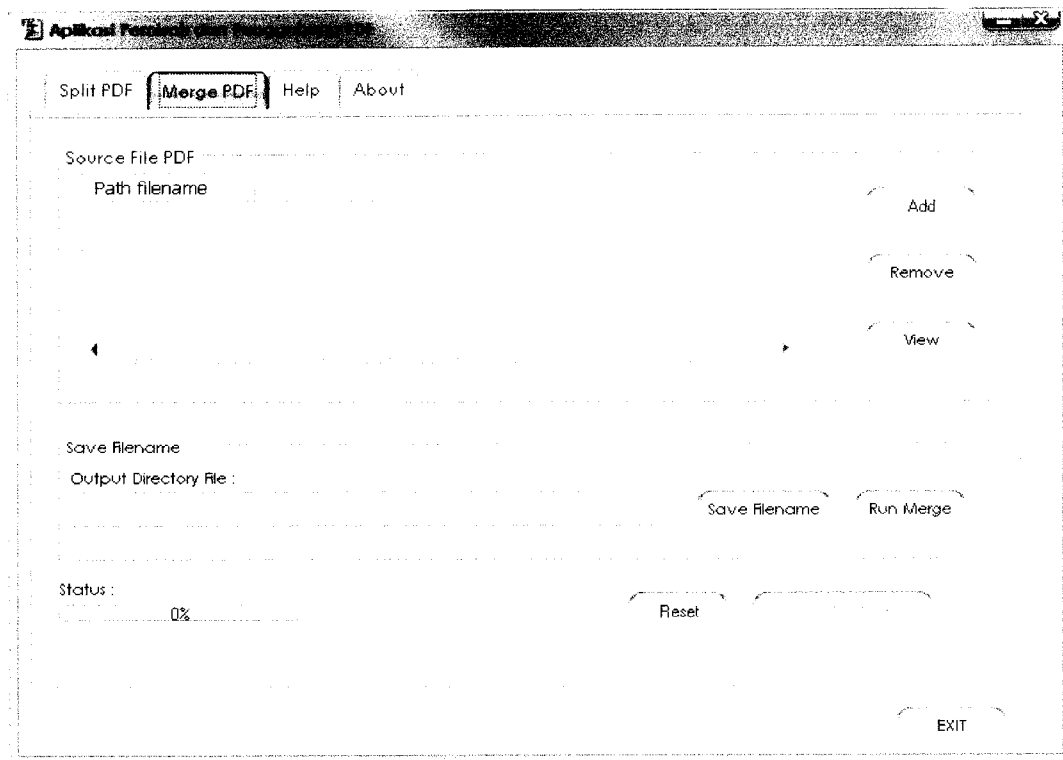 Aplikasi
Split PDF Merge PDF Help About
Source File PDF
Path filename
Add
Remove
View
Save Filename
Output Directory File :
Save Filename Run Merge
Status :
0%
Reset
EXIT